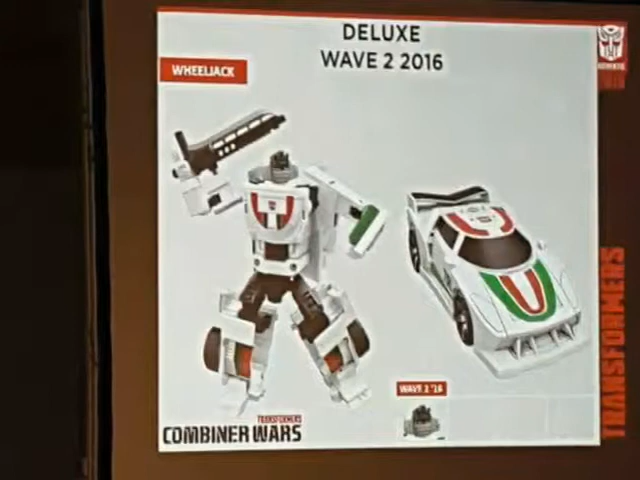 DELUXE
WAVE 2 2016
WHEELJACK
TRANSFORMERS
WAVE 2 '16
TRANSFORMERS
COMBINER WARS